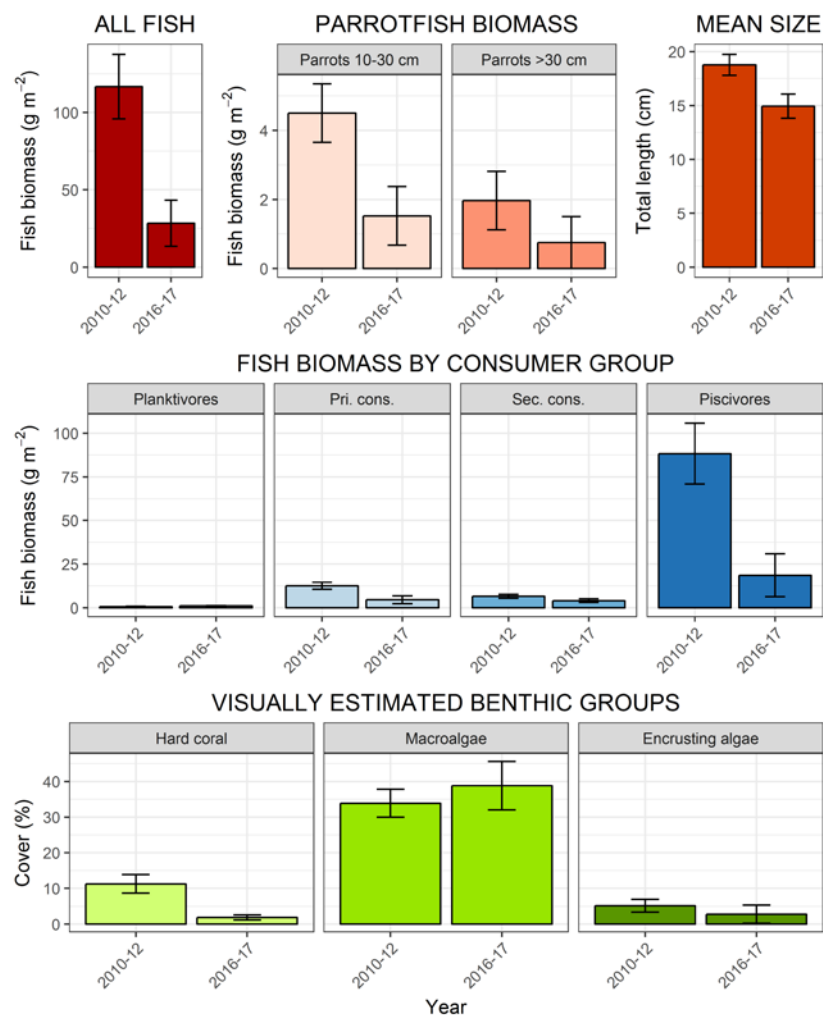 ALL FISH
PARROTFISH BIOMASS
MEAN SIZE
Parrots 10-30 cm
Parrots >30 cm
Fish biomass (g m⁻²)
100
50
0
2010-12
2016-17
Fish biomass (g m⁻²)
4
2
0
2010-12
2016-17
2010-12
2016-17
Total length (cm)
20
15
10
5
0
2010-12
2016-17
FISH BIOMASS BY CONSUMER GROUP
Planktivores
Pri. cons.
Sec. cons.
Piscivores
Fish biomass (g m⁻²)
100
75
50
25
0
2010-12
2016-17
2010-12
2016-17
2010-12
2016-17
2010-12
2016-17
VISUALLY ESTIMATED BENTHIC GROUPS
Hard coral
Macroalgae
Encrusting algae
Cover (%)
40
30
20
10
0
2010-12
2016-17
2010-12
2016-17
2010-12
2016-17
Year